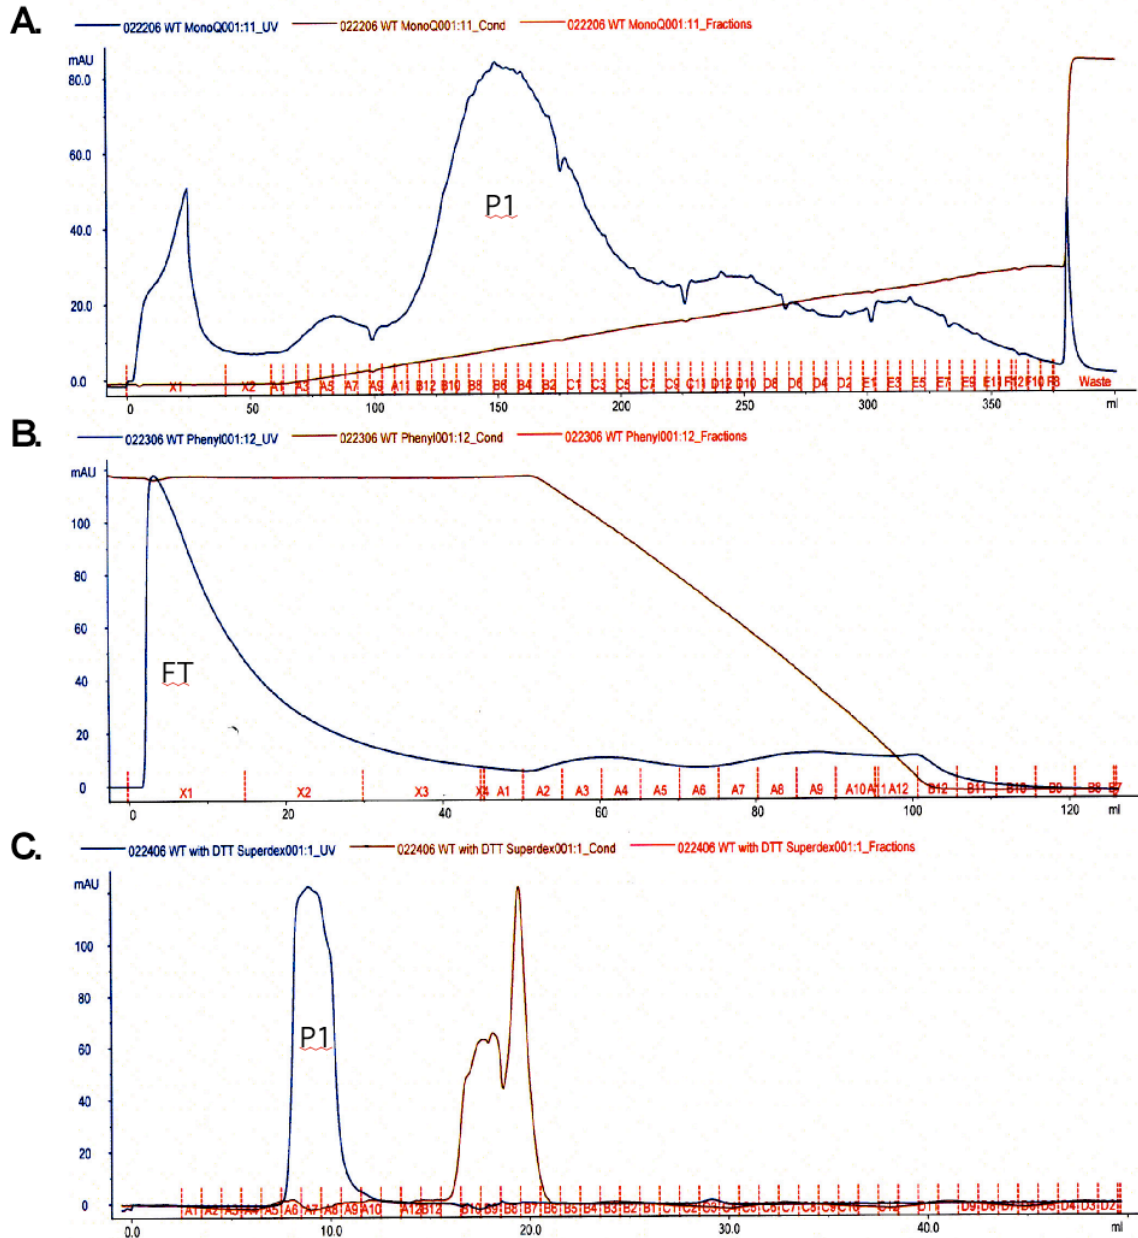 A.
022206 WT MonoQ001:11_UV 022206 WT MonoQ001:11_Cond 022206 WT MonoQ001:11_Fractions
mAU
80.0
60.0
P1
40.0
20.0
0.0
X1 X2 A1 A3 A5 A7 A9 A11 B12 B10 B8 B6 B4 B2 C1 C3 C5 C7 C9 C11 D12 D10 D8 D6 D4 D2 E1 E3 E5 E7 E9 E11 F12 F10 F8 Waste
0 50 100 150 200 250 300 350 ml
B.
022306 WT Phenyl001:12_UV 022306 WT Phenyl001:12_Cond 022306 WT Phenyl001:12_Fractions
mAU
100
80
60
40
FT
20
0
X1 X2 X3 X4 A1 A2 A3 A4 A5 A6 A7 A8 A9 A10 A11 A12 B12 B11 B10 B9 B8 B7
0 20 40 60 80 100 120 ml
C.
022406 WT with DTT Superdex001:1_UV 022406 WT with DTT Superdex001:1_Cond 022406 WT with DTT Superdex001:1_Fractions
mAU
100
80
60
P1
40
20
0
A1 A2 A3 A4 A5 A6 A7 A8 A9 A10 A12 B12 B8 B7 B6 B5 B4 B3 B2 B1 C1 C2 C3 C4 C5 C6 C7 C8 C9 C10 C12 D1 D9 D8 D7 D6 D5 D4 D3 D2
0 10.0 20.0 30.0 40.0